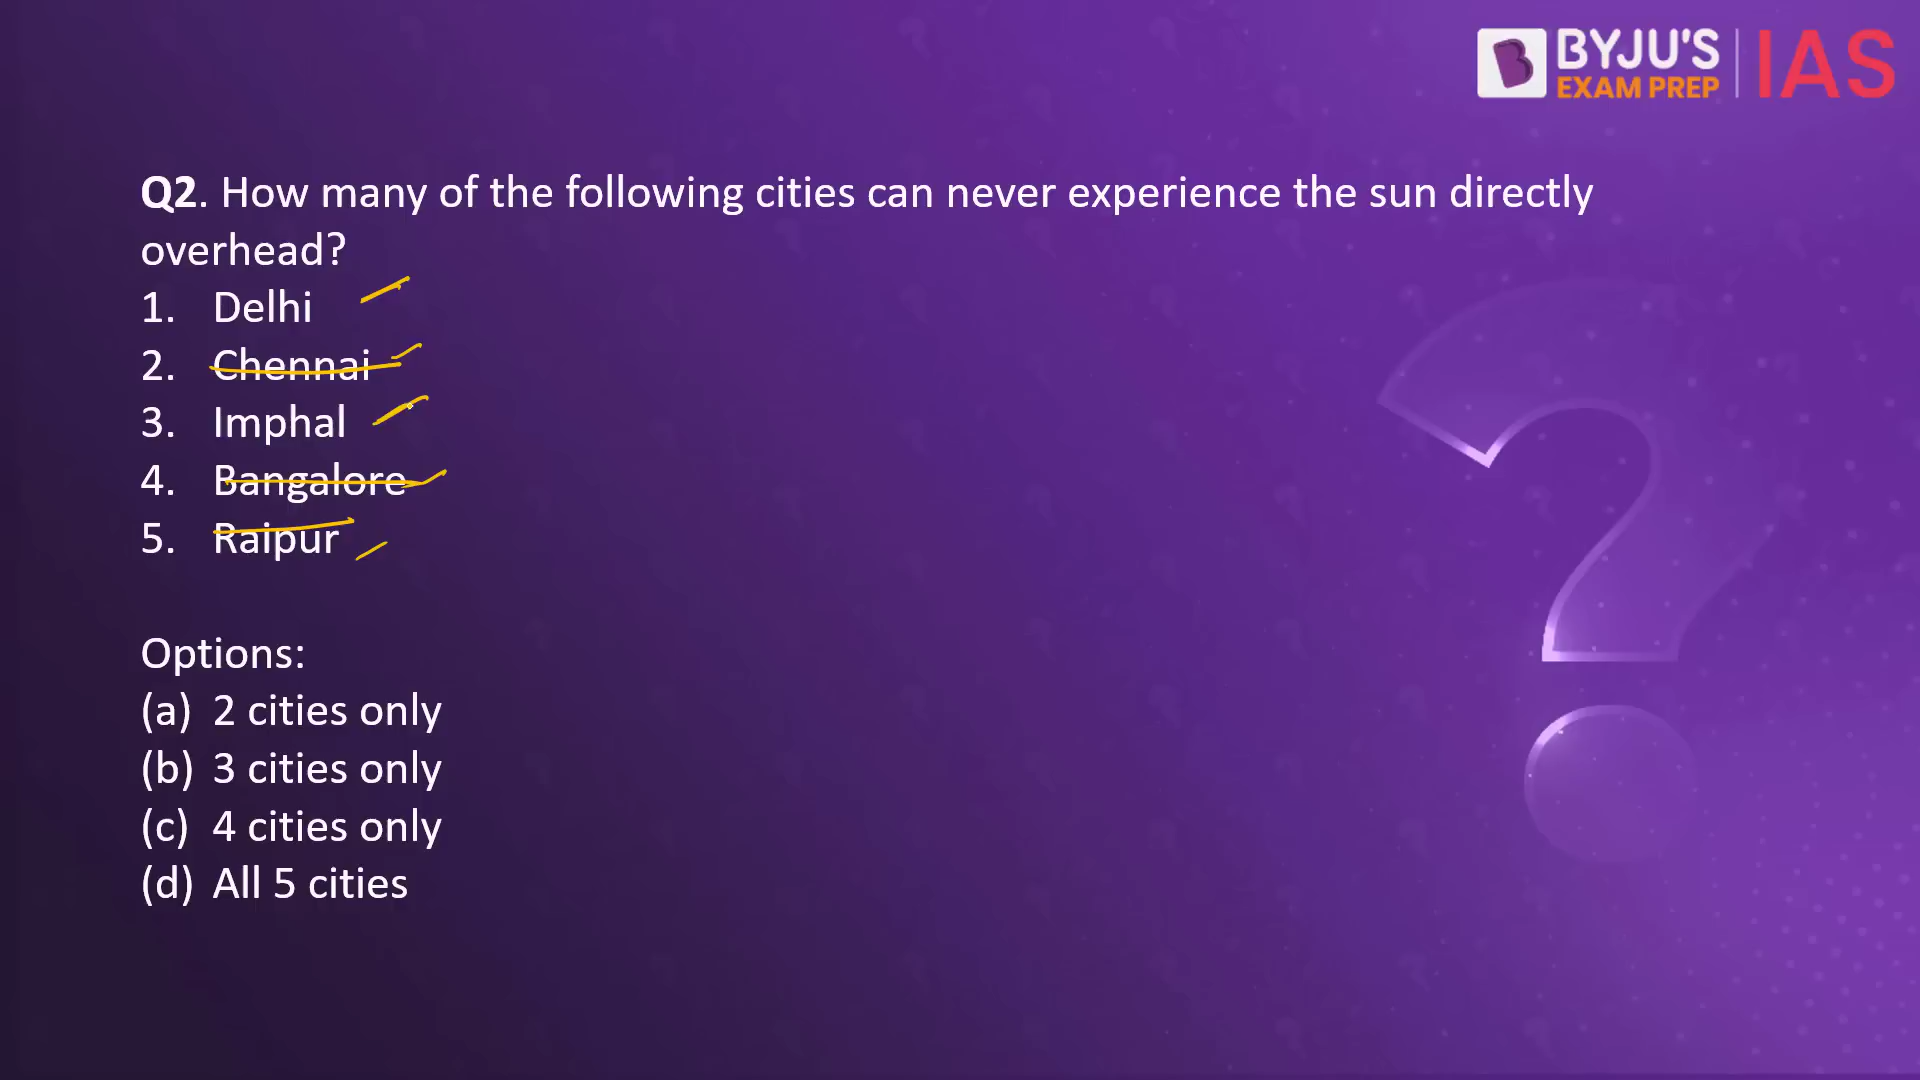 BYJU'S
EXAM PREP
IAS
Q2. How many of the following cities can never experience the sun directly
overhead?
1. Delhi
2. Chennai
3. Imphal
4. Bangalore
5. Raipur
Options:
(a) 2 cities only
(b) 3 cities only
(c) 4 cities only
(d) All 5 cities